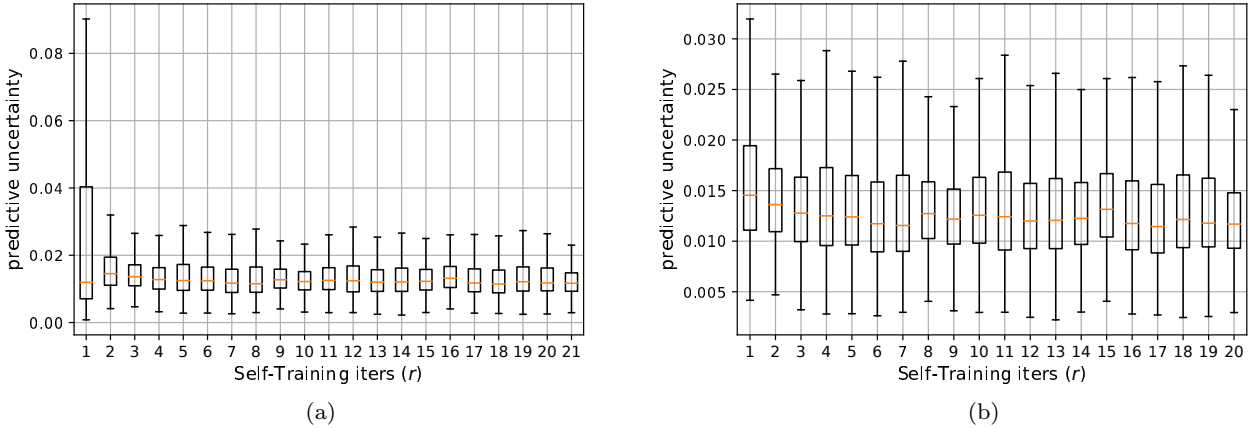 predictive uncertainty
0.08
0.06
0.04
0.02
0.00
1 2 3 4 5 6 7 8 9 10 11 12 13 14 15 16 17 18 19 20 21
Self-Training iters (r)
(a)
predictive uncertainty
0.030
0.025
0.020
0.015
0.010
0.005
1 2 3 4 5 6 7 8 9 10 11 12 13 14 15 16 17 18 19 20
Self-Training iters (r)
(b)